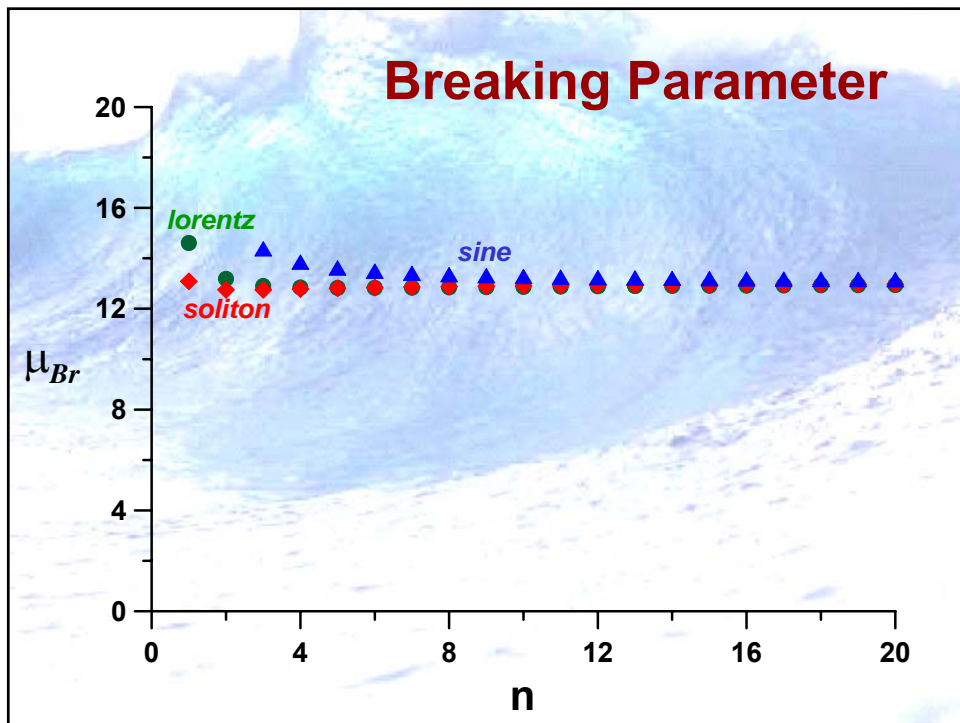 Breaking Parameter
20
16
lorentz
sine
12
soliton
μBr
8
4
0
0 4 8 12 16 20
n